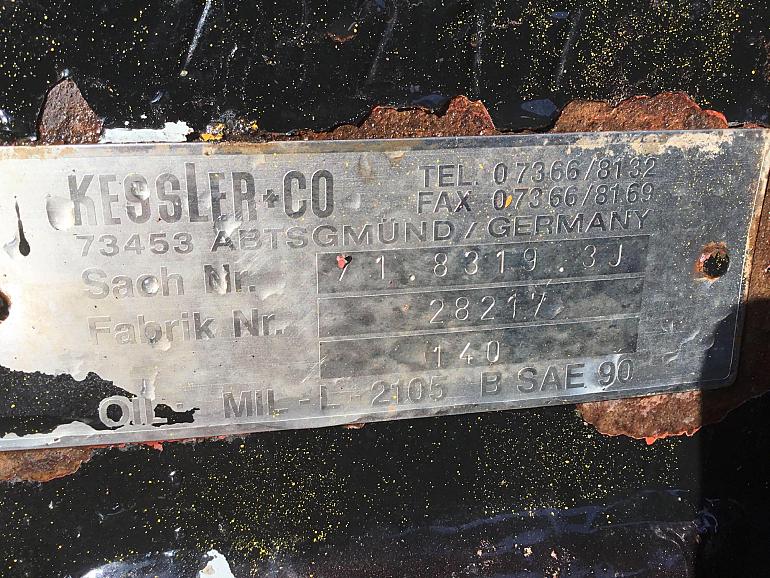 KESSLER+CO
TEL. 07366/8132
FAX 07366/8169
73453 ABTSGMÜND/GERMANY
Sach Nr. 71.8319.3J
Fabrik Nr. 28217
140
OIL: MIL-L-2105 B SAE 90